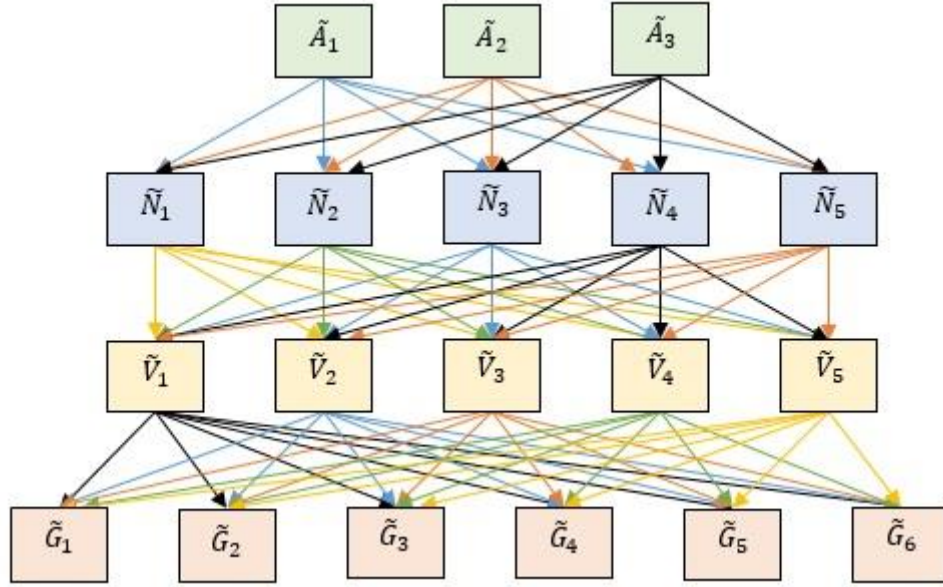 Ã₁ Ã₂ Ã₃
Ñ₁ Ñ₂ Ñ₃ Ñ₄ Ñ₅
Ṽ₁ Ṽ₂ Ṽ₃ Ṽ₄ Ṽ₅
G̃₁ G̃₂ G̃₃ G̃₄ G̃₅ G̃₆